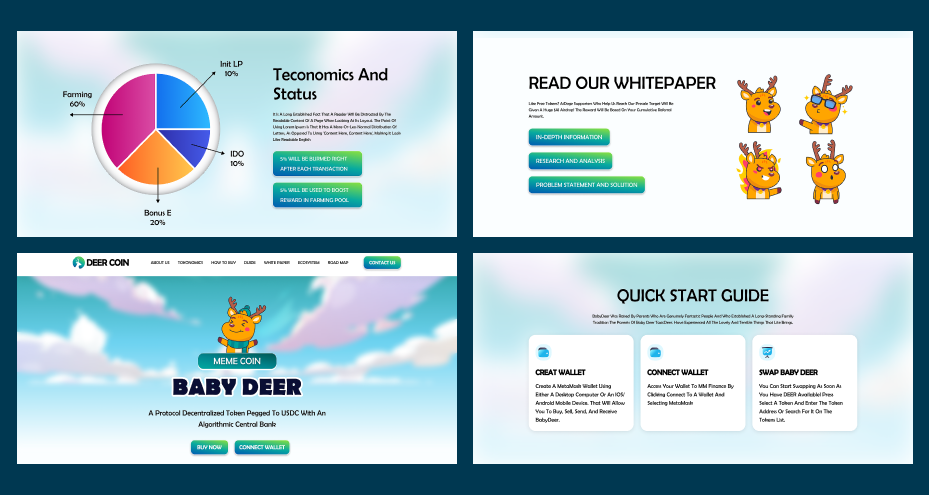 Init LP
10%
Farming
60%
IDO
10%
Bonus E
20%
Teconomics And
Status
It Is A Long Established Fact That A Reader Will Be Distracted By The
Readable Content Of A Page When Looking At Its Layout. The Point Of
Using Lorem Ipsum Is That It Has A More-Or-Less Normal Distribution Of
Letters, As Opposed To Using 'Content Here, Content Here', Making It Look
Like Readable English
5% WILL BE BURMED RIGHT
AFTER EACH TRANSACTION
5% WILL BE USED TO BOOST
REWARD IN FARMING POOL
READ OUR WHITEPAPER
Like Free Tokens? AiDoge Supporters Who Help Us Reach Our Presale Target Will Be
Given A Huge $AI Airdrop! The Reward Will Be Based On Your Cumulative Referral
Amount.
IN-DEPTH INFORMATION
RESEARCH AND ANALYSIS
PROBLEM STATEMENT AND SOLUTION
DEER COIN
ABOUT US
TOKONOMICS
HOW TO BUY
GUIDE
WHITE PAPER
ECOSYSTEM
ROAD MAP
CONTACT US
MEME COIN
BABY DEER
A Protocol Decentralized Token Pegged To USDC With An
Algorithmic Central Bank
BUY NOW
CONNECT WALLET
QUICK START GUIDE
BabyDeer Was Raised By Parents Who Are Genuinely Fantastic People And Who Established A Long-Standing Family
Tradition The Parents Of Baby Deer Too,Deer. Have Experienced All The Lovely And Terrible Things That Life Brings.
CREAT WALLET
Create A MetaMask Wallet Using
Either A Desktop Computer Or An IOS/
Android Mobile Device. That Will Allow
You To Buy, Sell, Send, And Receive
BabyDeer.
CONNECT WALLET
Access Your Wallet To MM Finance By
Clicking Connect To A Wallet And
Selecting MetaMask
SWAP BABY DEER
You Can Start Swapping As Soon As
You Have DEER Available! Press
Select A Token And Enter The Token
Address Or Search For It On The
Tokens List.